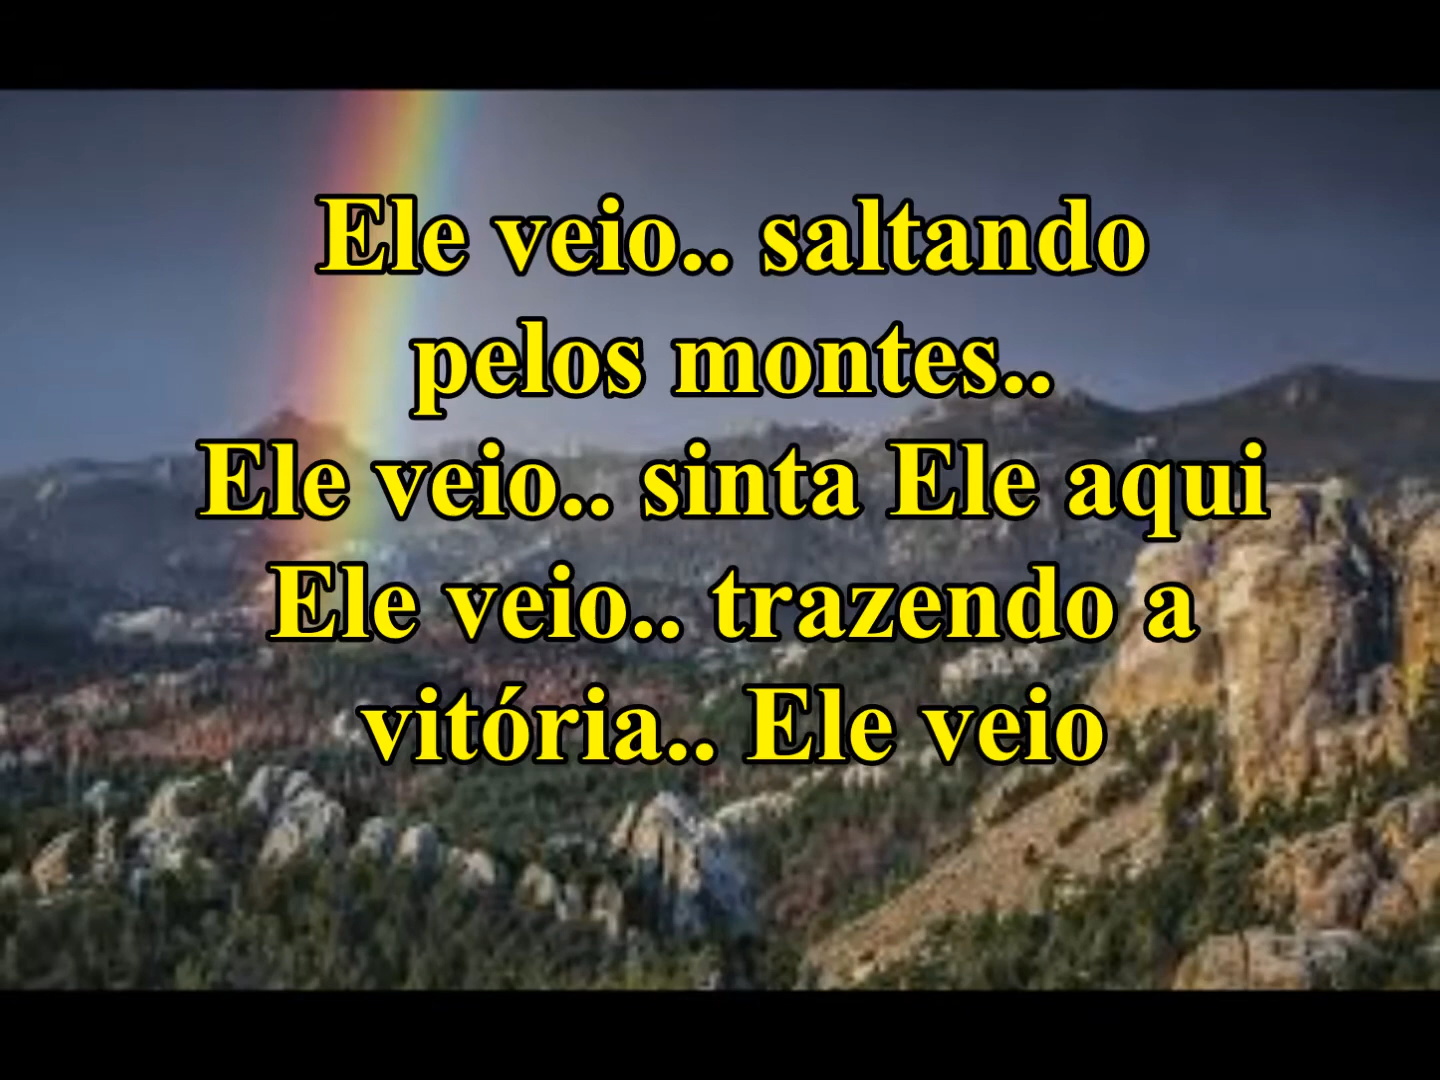 Ele veio.. saltando
pelos montes..
Ele veio.. sinta Ele aqui
Ele veio.. trazendo a
vitória.. Ele veio